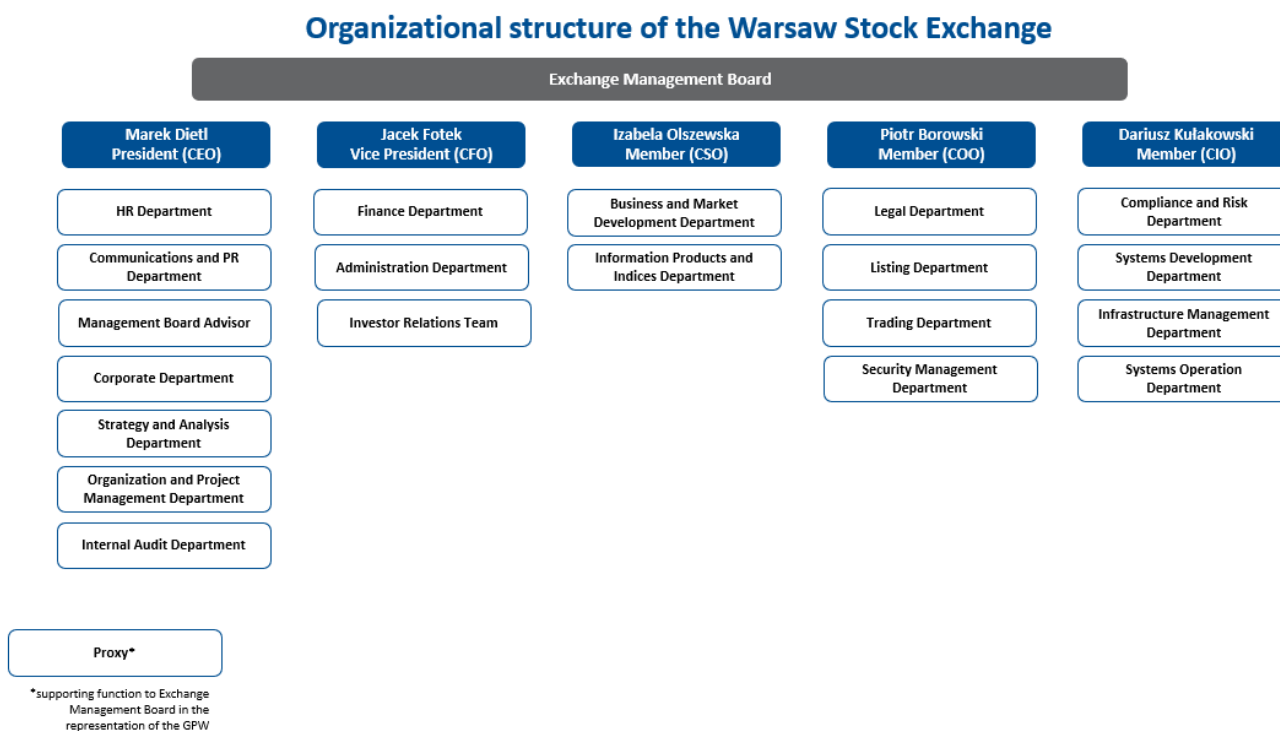 Organizational structure of the Warsaw Stock Exchange
Exchange Management Board
Marek Dietl
President (CEO)
HR Department
Communications and PR
Department
Management Board Advisor
Corporate Department
Strategy and Analysis
Department
Organization and Project
Management Department
Internal Audit Department
Jacek Fotek
Vice President (CFO)
Finance Department
Administration Department
Investor Relations Team
Izabela Olszewska
Member (CSO)
Business and Market
Development Department
Information Products and
Indices Department
Piotr Borowski
Member (COO)
Legal Department
Listing Department
Trading Department
Security Management
Department
Dariusz Kułakowski
Member (CIO)
Compliance and Risk
Department
Systems Development
Department
Infrastructure Management
Department
Systems Operation
Department
Proxy*
*supporting function to Exchange
Management Board in the
representation of the GPW